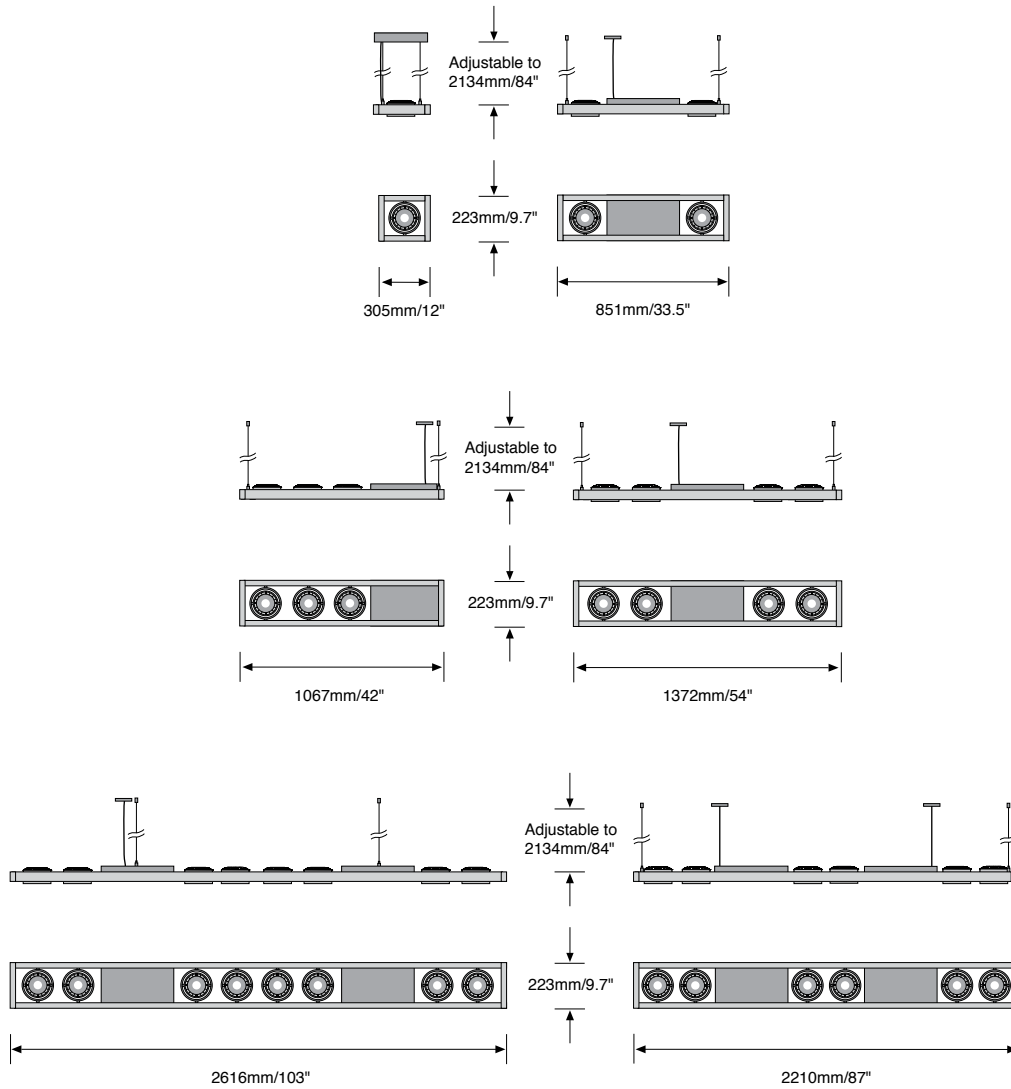 Adjustable to
2134mm/84"
223mm/9.7"
305mm/12"
851mm/33.5"
Adjustable to
2134mm/84"
223mm/9.7"
1067mm/42"
1372mm/54"
Adjustable to
2134mm/84"
223mm/9.7"
2616mm/103"
2210mm/87"